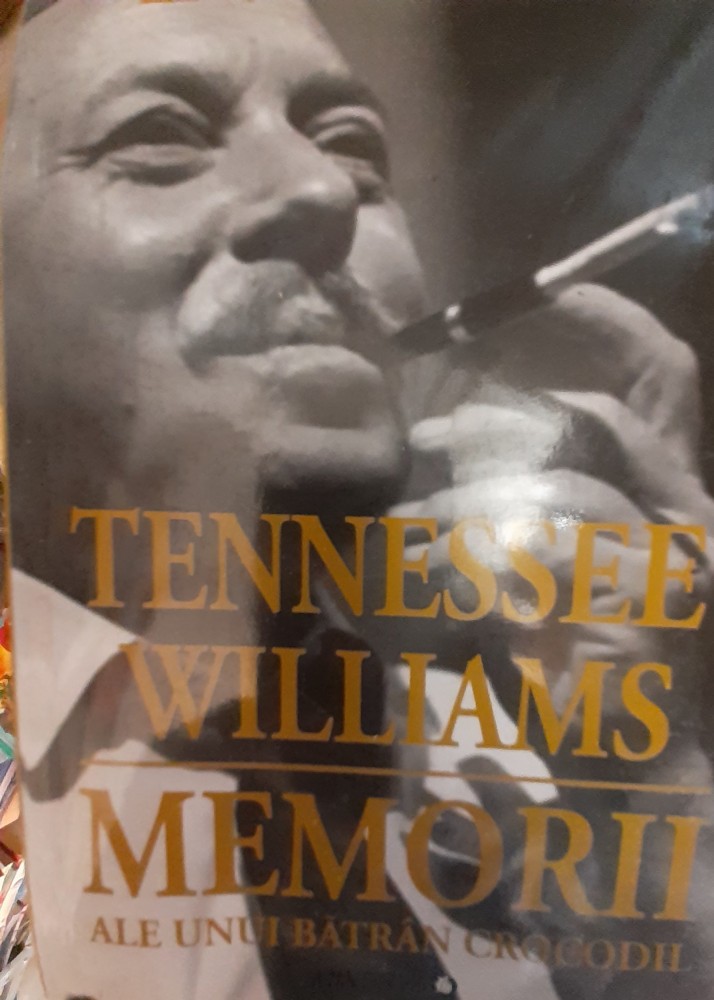 TENNESSEE
WILLIAMS
MEMORII
ALE UNUI BĂTRÂN CROCODIL